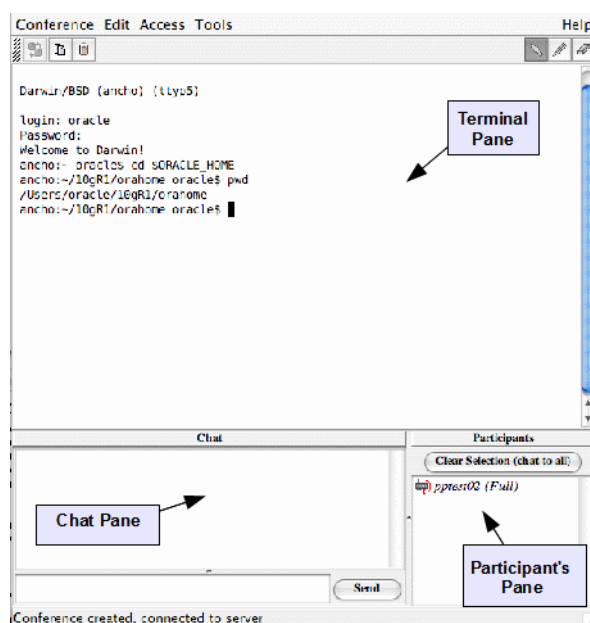 Conference Edit Access Tools Help
Darwin/BSD (ancho) (ttyp5)
login: oracle
Password:
Welcome to Darwin!
ancho:~ oracle$ cd $ORACLE_HOME
ancho:~/10gR1/orahome oracle$ pwd
/Users/oracle/10gR1/orahome
ancho:~/10gR1/orahome oracle$
Terminal
Pane
Chat
Participants
Clear Selection (chat to all)
pptest02 (Full)
Chat Pane
Participant's
Pane
Send
Conference created, connected to server